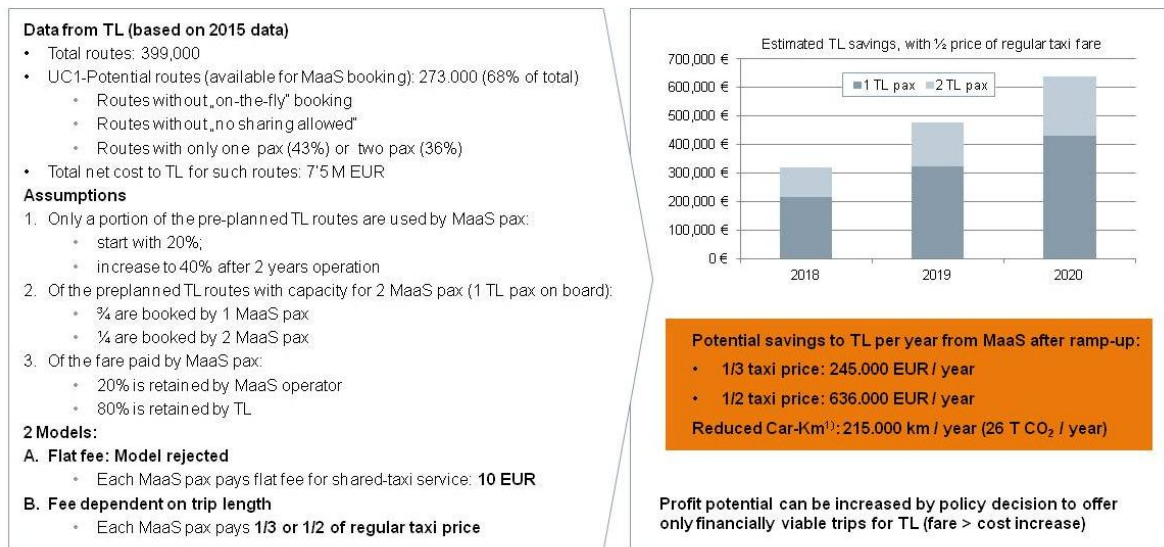 Data from TL (based on 2015 data)
• Total routes: 399,000
• UC1-Potential routes (available for MaaS booking): 273.000 (68% of total)
• Routes without „on-the-fly" booking
• Routes without „no sharing allowed"
• Routes with only one pax (43%) or two pax (36%)
• Total net cost to TL for such routes: 7'5 M EUR
Assumptions
1. Only a portion of the pre-planned TL routes are used by MaaS pax:
• start with 20%;
• increase to 40% after 2 years operation
2. Of the preplanned TL routes with capacity for 2 MaaS pax (1 TL pax on board):
• ¾ are booked by 1 MaaS pax
• ¼ are booked by 2 MaaS pax
3. Of the fare paid by MaaS pax:
• 20% is retained by MaaS operator
• 80% is retained by TL
2 Models:
A. Flat fee: Model rejected
• Each MaaS pax pays flat fee for shared-taxi service: 10 EUR
B. Fee dependent on trip length
• Each MaaS pax pays 1/3 or 1/2 of regular taxi price
Estimated TL savings, with ½ price of regular taxi fare
700,000 €
600,000 €
500,000 €
400,000 €
300,000 €
200,000 €
100,000 €
0 €
1 TL pax 2 TL pax
2018 2019 2020
Potential savings to TL per year from MaaS after ramp-up:
• 1/3 taxi price: 245.000 EUR / year
• 1/2 taxi price: 636.000 EUR / year
Reduced Car-Km¹⁾: 215.000 km / year (26 T CO₂ / year)
Profit potential can be increased by policy decision to offer
only financially viable trips for TL (fare > cost increase)